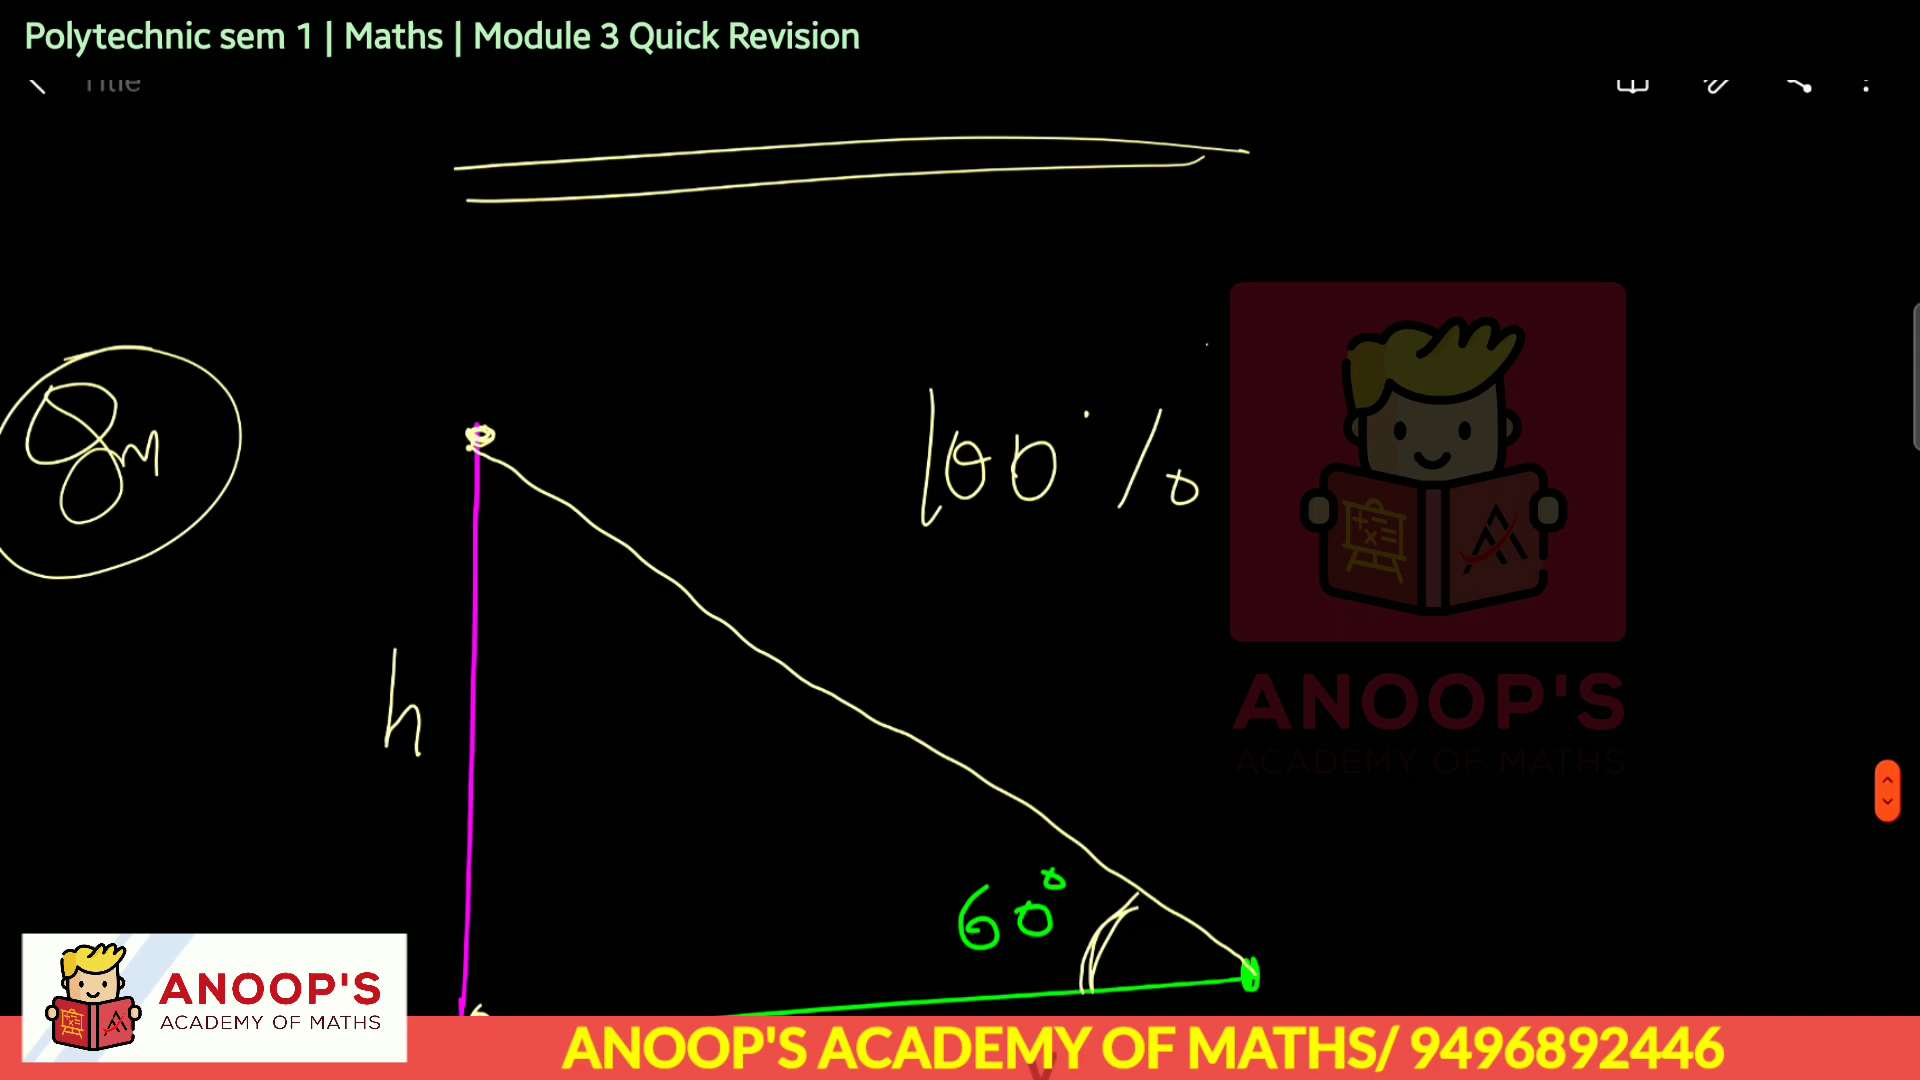 Polytechnic sem 1 | Maths | Module 3 Quick Revision
Title
8m
100%
h
60°
ANOOP'S
ACADEMY OF MATHS
ANOOP'S
ACADEMY OF MATHS
ANOOP'S ACADEMY OF MATHS/ 9496892446